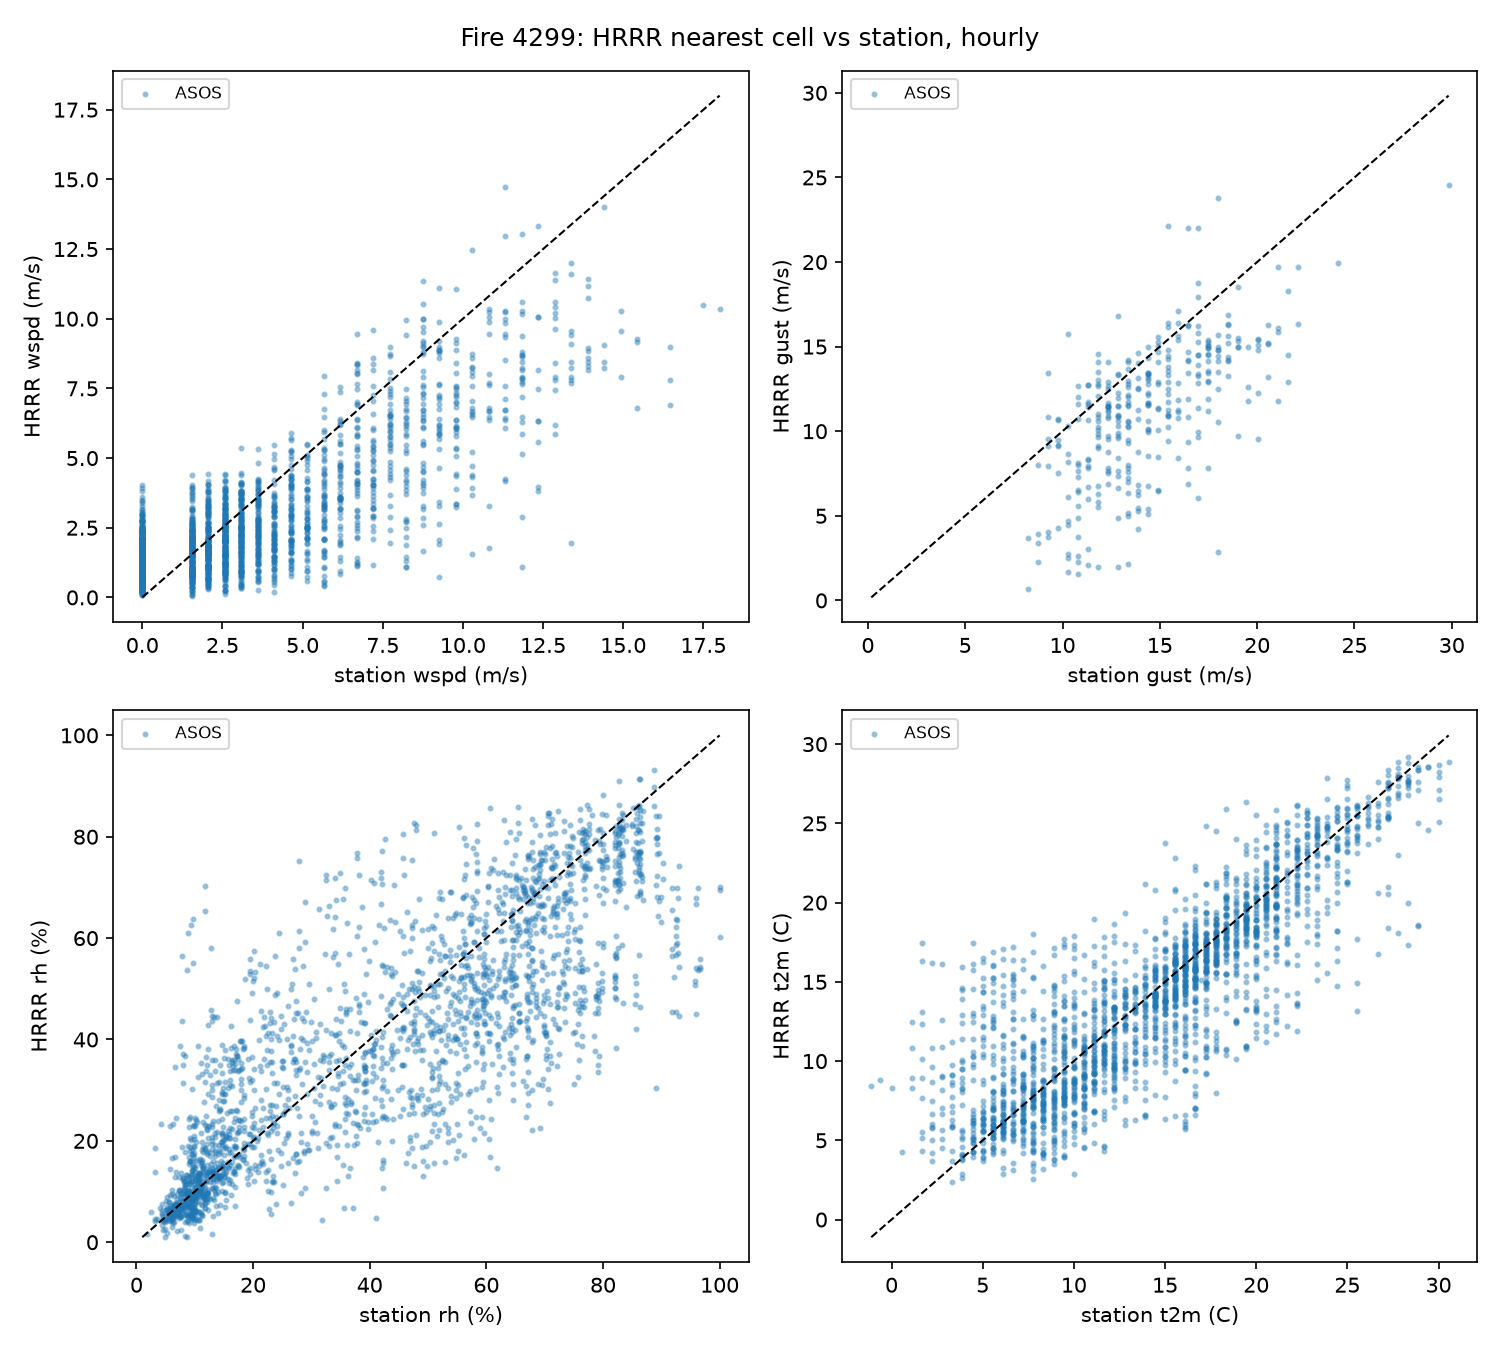 Fire 4299: HRRR nearest cell vs station, hourly
ASOS
17.5
15.0
12.5
10.0
7.5
5.0
2.5
0.0
HRRR wspd (m/s)
0.0 2.5 5.0 7.5 10.0 12.5 15.0 17.5
station wspd (m/s)
ASOS
30
25
20
15
10
5
0
HRRR gust (m/s)
0 5 10 15 20 25 30
station gust (m/s)
ASOS
100
80
60
40
20
0
HRRR rh (%)
0 20 40 60 80 100
station rh (%)
ASOS
30
25
20
15
10
5
0
HRRR t2m (C)
0 5 10 15 20 25 30
station t2m (C)